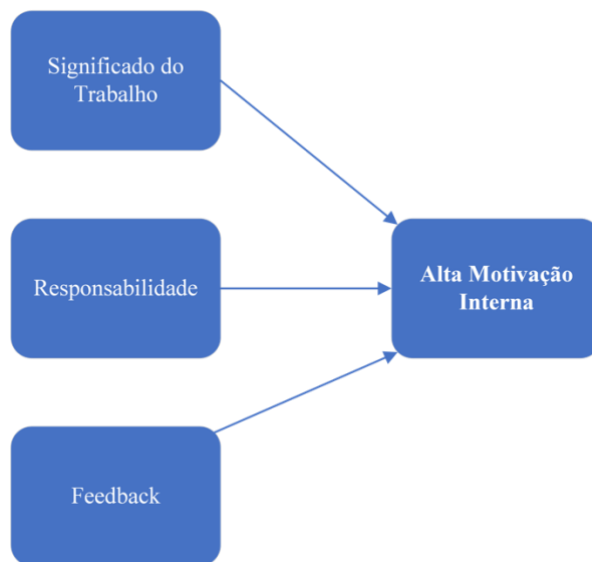 Significado do
Trabalho
Responsabilidade
Alta Motivação
Interna
Feedback